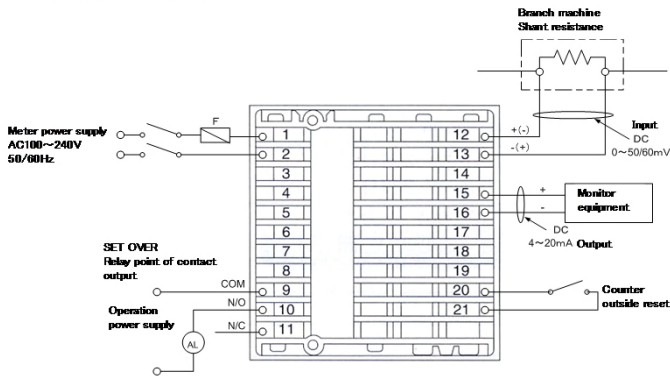 Branch machine
Shant resistance
Meter power supply
AC100～240V
50/60Hz
F
1
2
3
4
5
6
7
8
9
10
11
12
13
14
15
16
17
18
19
20
21
+(-)
-(+)
Input
DC
0～50/60mV
+
-
Monitor
equipment
DC
4～20mA Output
SET OVER
Relay point of contact
output
COM
N/O
N/C
Operation
power supply
AL
Counter
outside reset